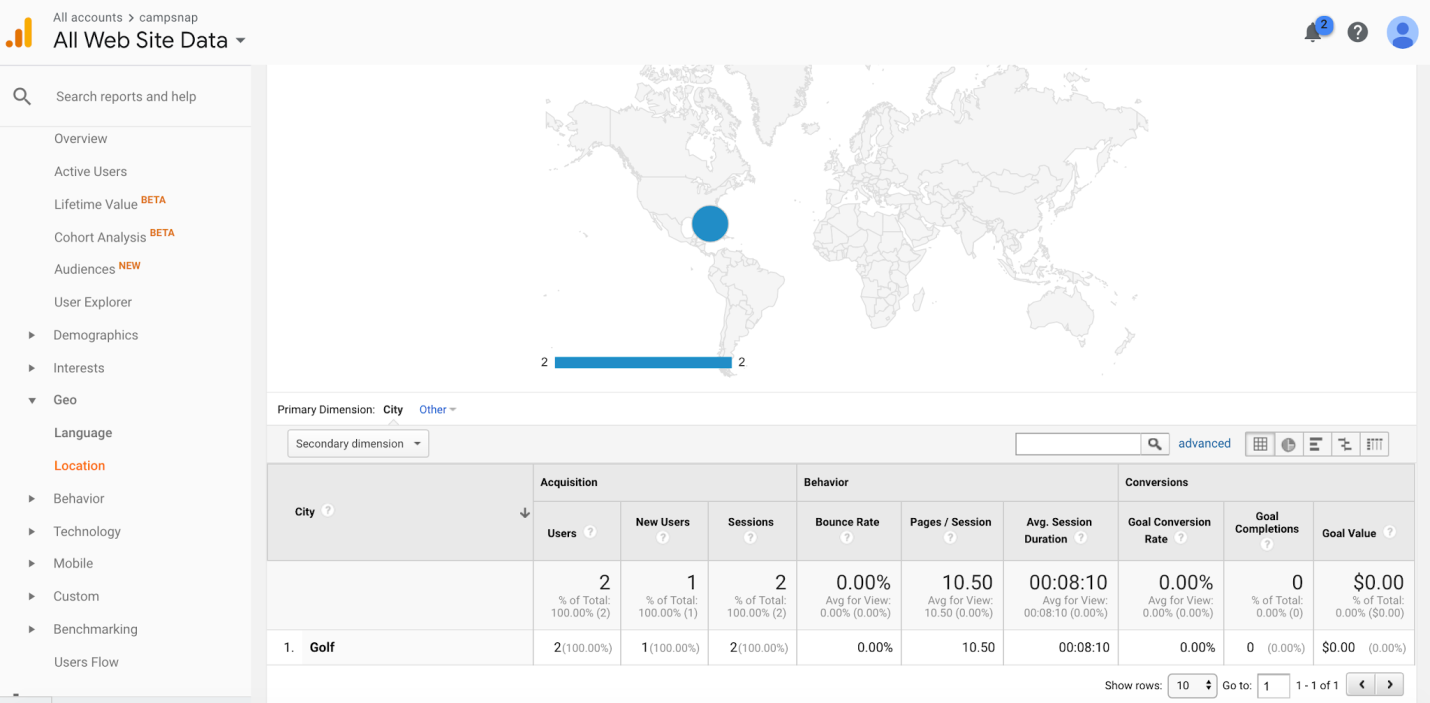 All accounts > campsnap
All Web Site Data
2
Search reports and help
Overview
Active Users
Lifetime Value BETA
Cohort Analysis BETA
Audiences NEW
User Explorer
Demographics
Interests
Geo
Language
Location
Behavior
Technology
Mobile
Custom
Benchmarking
Users Flow
2 2
Primary Dimension: City Other
Secondary dimension
advanced
City ?
Acquisition Behavior Conversions
Users ? New Users ? Sessions ? Bounce Rate ? Pages / Session ? Avg. Session Duration ? Goal Conversion Rate ? Goal Completions ? Goal Value ?
2 1 2 0.00% 10.50 00:08:10 0.00% 0 $0.00
% of Total: % of Total: % of Total: Avg for View: Avg for View: Avg for View: Avg for View: % of Total: % of Total:
100.00% (2) 100.00% (1) 100.00% (2) 0.00% (0.00%) 10.50 (0.00%) 00:08:10 (0.00%) 0.00% (0.00%) 0.00% (0) 0.00% ($0.00)
1. Golf 2(100.00%) 1(100.00%) 2(100.00%) 0.00% 10.50 00:08:10 0.00% 0 (0.00%) $0.00 (0.00%)
Show rows: 10 Go to: 1 1 - 1 of 1